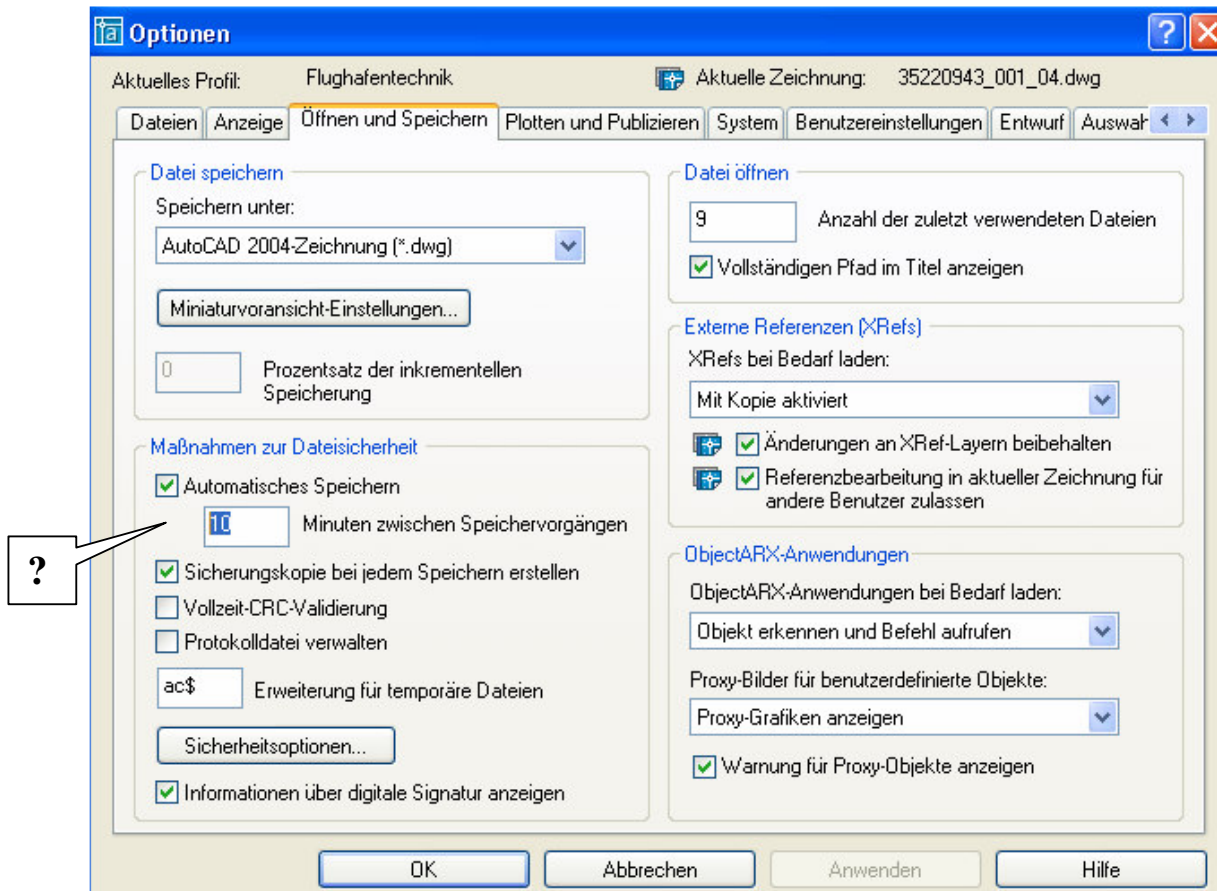 Optionen
Aktuelles Profil: Flughafentechnik Aktuelle Zeichnung: 35220943_001_04.dwg
Dateien Anzeige Öffnen und Speichern Plotten und Publizieren System Benutzereinstellungen Entwurf Auswah
Datei speichern
Speichern unter:
AutoCAD 2004-Zeichnung (*.dwg)
Miniaturvoransicht-Einstellungen...
0 Prozentsatz der inkrementellen
Speicherung
Maßnahmen zur Dateisicherheit
Automatisches Speichern
10 Minuten zwischen Speichervorgängen
?
Sicherungskopie bei jedem Speichern erstellen
Vollzeit-CRC-Validierung
Protokolldatei verwalten
ac$ Erweiterung für temporäre Dateien
Sicherheitsoptionen...
Informationen über digitale Signatur anzeigen
Datei öffnen
9 Anzahl der zuletzt verwendeten Dateien
Vollständigen Pfad im Titel anzeigen
Externe Referenzen (XRefs)
XRefs bei Bedarf laden:
Mit Kopie aktiviert
Änderungen an XRef-Layern beibehalten
Referenzbearbeitung in aktueller Zeichnung für
andere Benutzer zulassen
ObjectARX-Anwendungen
ObjectARX-Anwendungen bei Bedarf laden:
Objekt erkennen und Befehl aufrufen
Proxy-Bilder für benutzerdefinierte Objekte:
Proxy-Grafiken anzeigen
Warnung für Proxy-Objekte anzeigen
OK Abbrechen Anwenden Hilfe